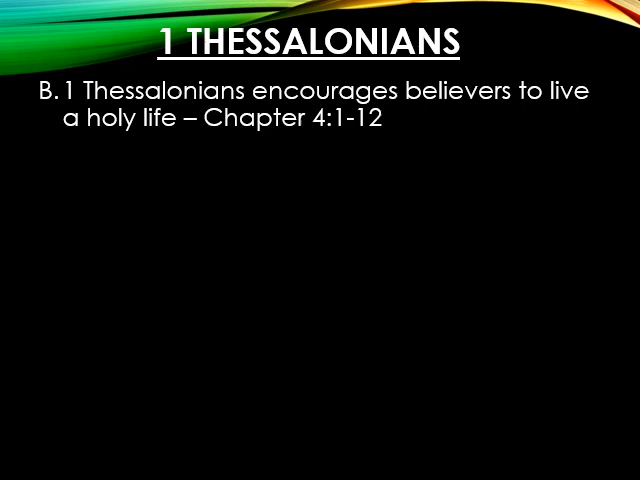 1 THESSALONIANS
B. 1 Thessalonians encourages believers to live
a holy life – Chapter 4:1-12